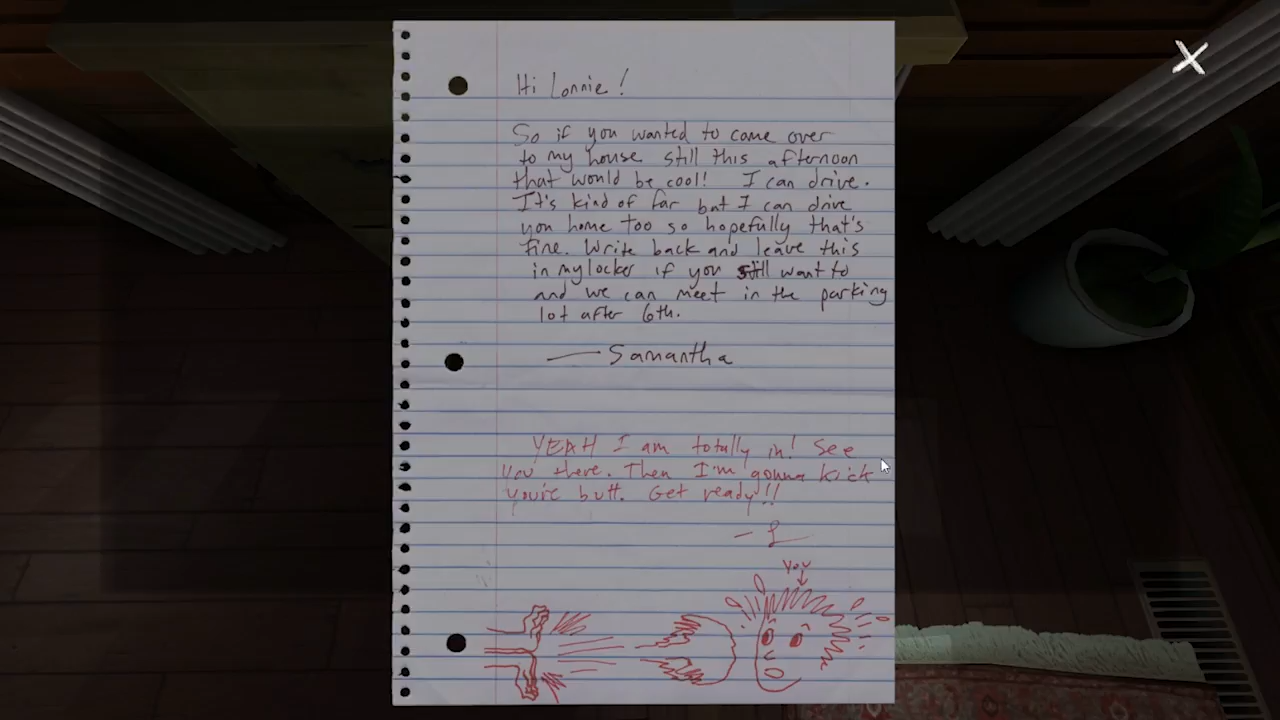 Hi Lonnie!
So if you wanted to come over
to my house still this afternoon
that would be cool! I can drive.
It's kind of far but I can drive
you home too so hopefully that's
fine. Write back and leave this
in my locker if you still want to
and we can meet in the parking
lot after 6th.
— Samantha
YEAH I am totally in! See
you there. Then I'm gonna kick
you're butt. Get ready!!
- L
you